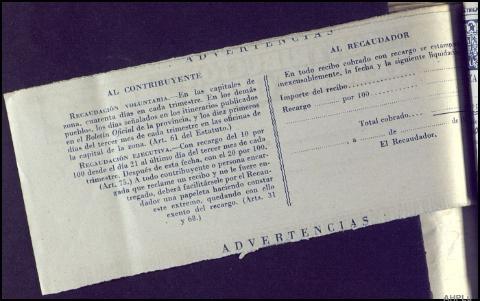 ADVERTENCIAS
AL CONTRIBUYENTE
RECAUDACIÓN VOLUNTARIA.—En las capitales de
zona, cuarenta días en cada trimestre. En los demás
pueblos, los días señalados en los itinerarios publicados
en el Boletín Oficial de la provincia, y los diez primeros
días del tercer mes de cada trimestre en las oficinas de
la capital de la zona. (Art. 61 del Estatuto.)
RECAUDACIÓN EJECUTIVA.—Con recargo del 10 por
100 desde el día 21 al último día del tercer mes de cada
trimestre. Después de esta fecha, con el 20 por 100.
(Art. 75.) A todo contribuyente o persona encar-
gada que reclame un recibo y no le fuere en-
tregado, deberá facilitársele por el Recau-
dador una papeleta haciendo constar
este extremo, quedando con ello
exento del recargo. (Arts. 31
y 68.)
AL RECAUDADOR
En todo recibo cobrado con recargo se estampa
inexcusablemente, la fecha y la siguiente liquidac
Importe del recibo
Recargo ........ por 100
Total cobrado
a ........ de ........ de
El Recaudador,
ADVERTENCIAS